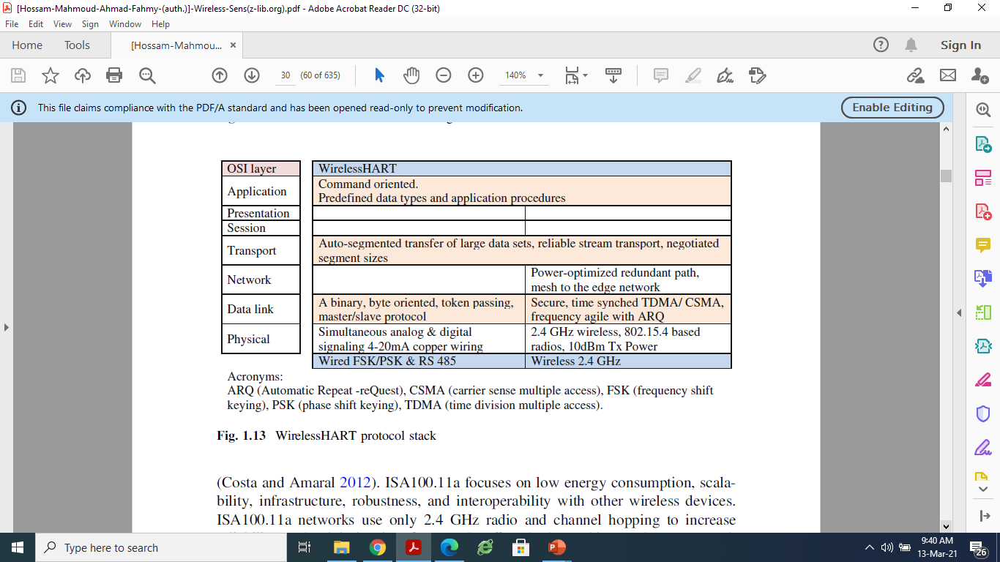 [Hossam-Mahmoud-Ahmad-Fahmy-(auth.)]-Wireless-Sens(z-lib.org).pdf - Adobe Acrobat Reader DC (32-bit)
File Edit View Sign Window Help
Home Tools [Hossam-Mahmou... × Sign In
30 (60 of 635) 140%
This file claims compliance with the PDF/A standard and has been opened read-only to prevent modification. Enable Editing
OSI layer WirelessHART
Application Command oriented.
Predefined data types and application procedures
Presentation
Session
Transport Auto-segmented transfer of large data sets, reliable stream transport, negotiated
segment sizes
Network Power-optimized redundant path,
mesh to the edge network
Data link A binary, byte oriented, token passing, Secure, time synched TDMA/ CSMA,
master/slave protocol frequency agile with ARQ
Physical Simultaneous analog & digital 2.4 GHz wireless, 802.15.4 based
signaling 4-20mA copper wiring radios, 10dBm Tx Power
Wired FSK/PSK & RS 485 Wireless 2.4 GHz
Acronyms:
ARQ (Automatic Repeat -reQuest), CSMA (carrier sense multiple access), FSK (frequency shift
keying), PSK (phase shift keying), TDMA (time division multiple access).
Fig. 1.13 WirelessHART protocol stack
(Costa and Amaral 2012). ISA100.11a focuses on low energy consumption, scala-
bility, infrastructure, robustness, and interoperability with other wireless devices.
ISA100.11a networks use only 2.4 GHz radio and channel hopping to increase
Type here to search
9:40 AM
13-Mar-21
26